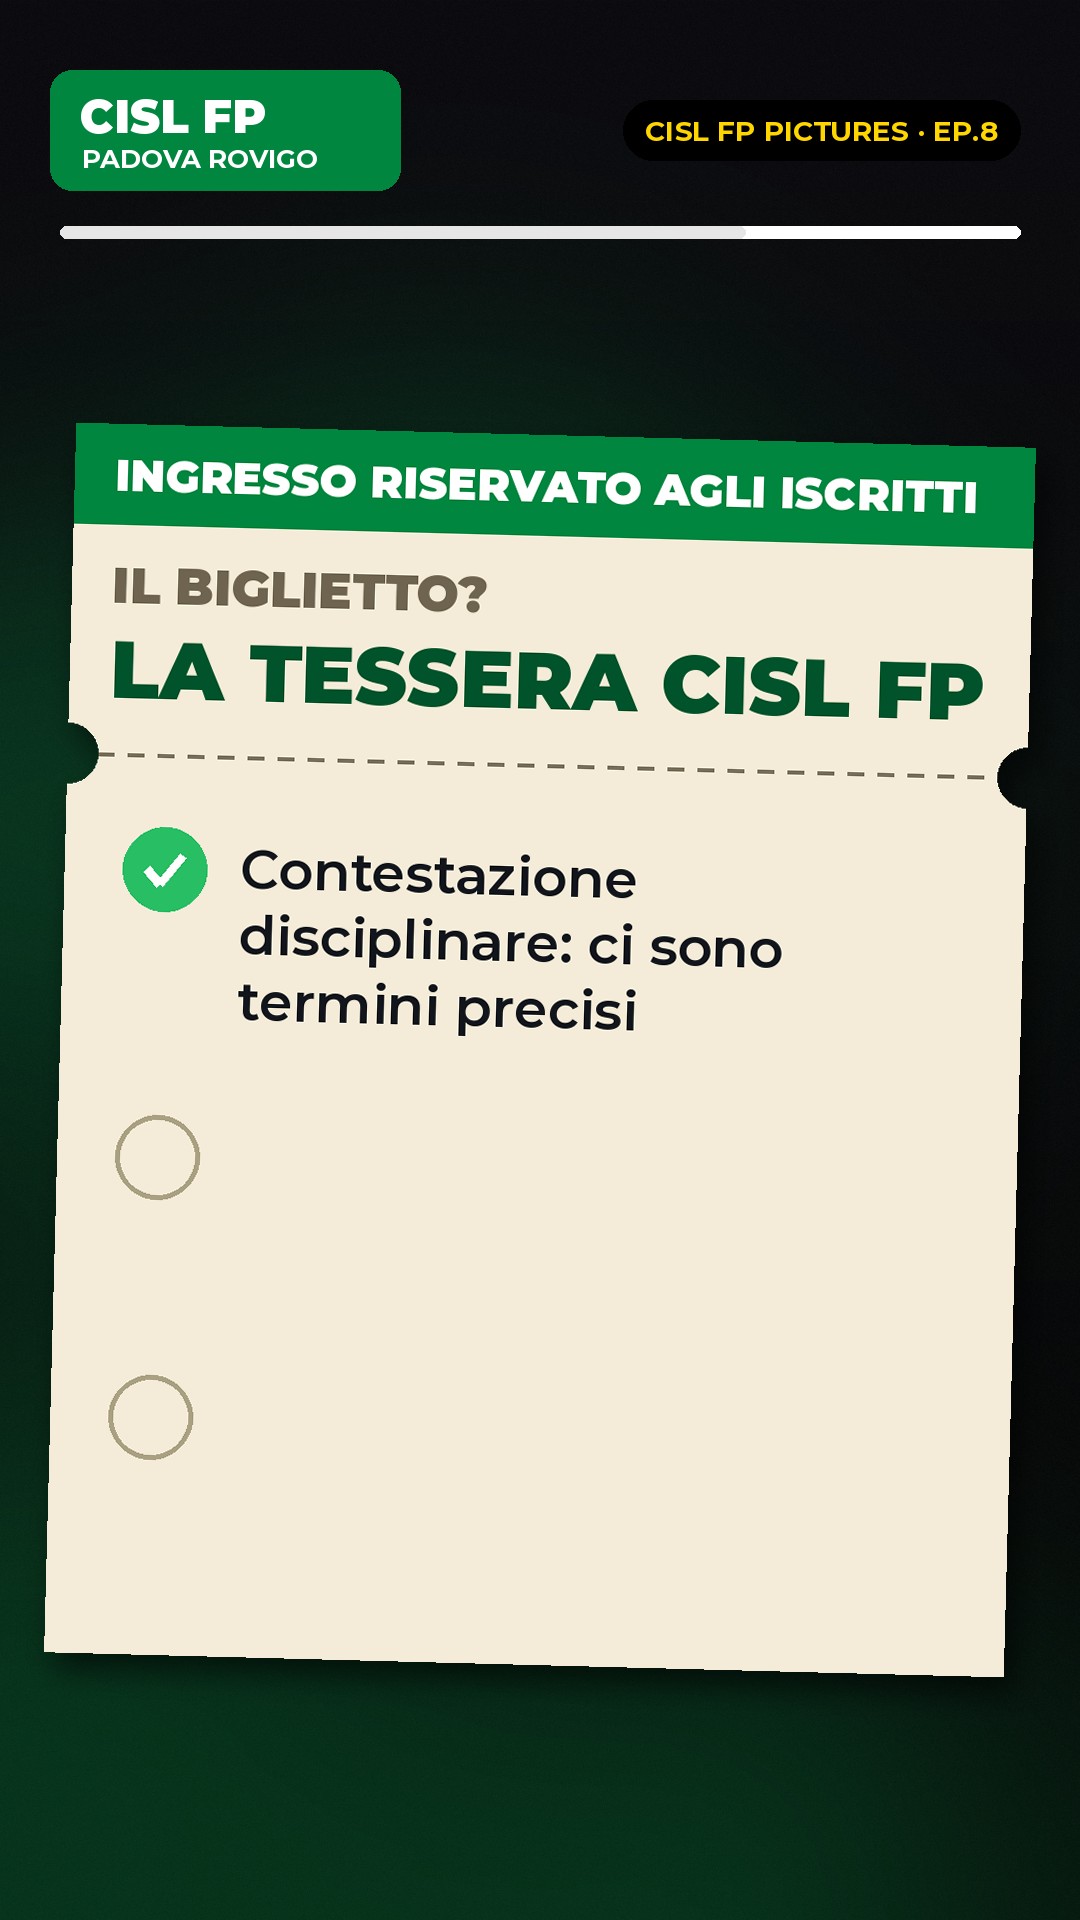 CISL FP
PADOVA ROVIGO
CISL FP PICTURES · EP.8
INGRESSO RISERVATO AGLI ISCRITTI
IL BIGLIETTO?
LA TESSERA CISL FP
Contestazione
disciplinare: ci sono
termini precisi